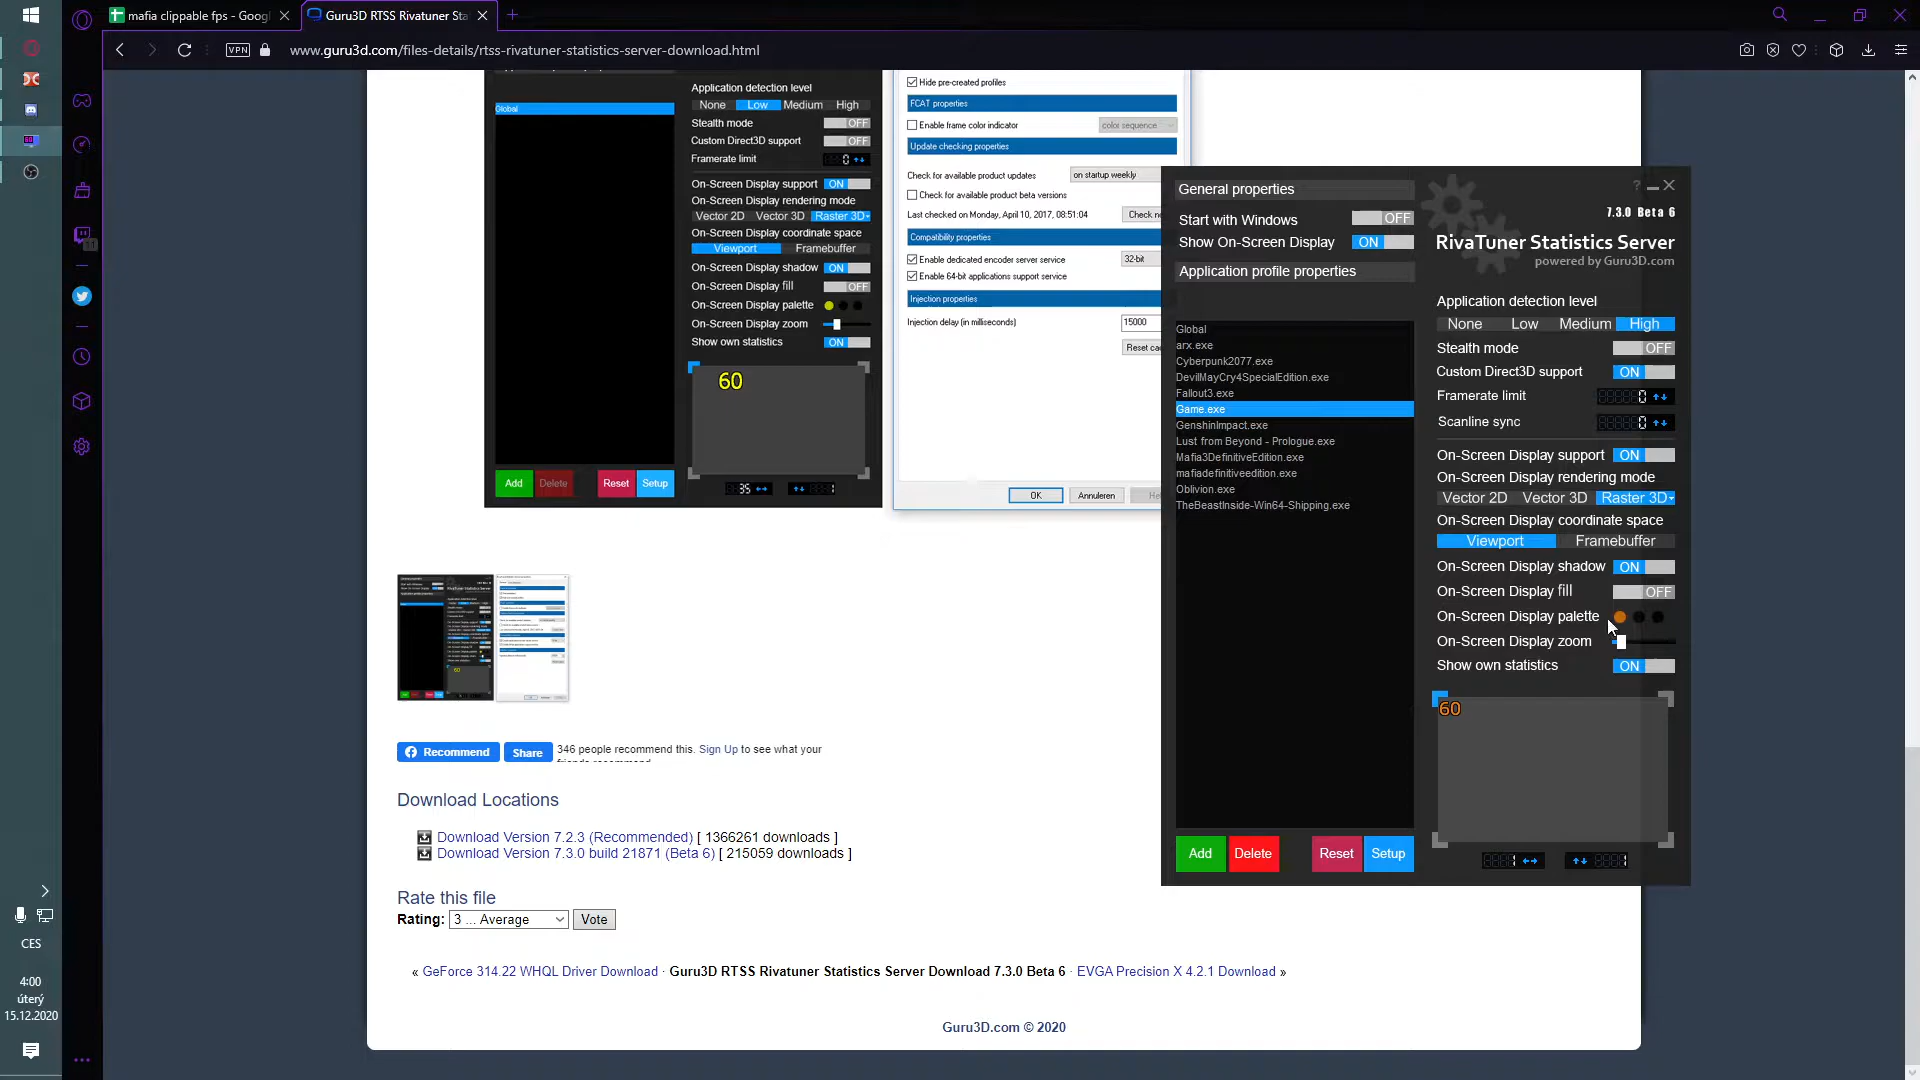 mafia clippable fps - Googl
Guru3D RTSS Rivatuner Sta
VPN
www.guru3d.com/files-details/rtss-rivatuner-statistics-server-download.html
Application detection level
None Low Medium High
Stealth mode OFF
Custom Direct3D support OFF
Framerate limit 0
On-Screen Display support ON
On-Screen Display rendering mode
Vector 2D Vector 3D Raster 3D
On-Screen Display coordinate space
Viewport Framebuffer
On-Screen Display shadow ON
On-Screen Display fill OFF
On-Screen Display palette
On-Screen Display zoom
Show own statistics ON
60
Global
Add Delete Reset Setup
35 1
Hide pre-created profiles
FCAT properties
Enable frame color indicator color sequence
Update checking properties
Check for available product updates on startup weekly
Check for available product beta versions
Last checked on Monday, April 10, 2017, 08:51:04 Check no
Compatibility properties
Enable dedicated encoder server service 32-bit
Enable 64-bit applications support service
Injection properties
Injection delay (in milliseconds) 15000
Reset cac
OK Annuleren He
General properties
Start with Windows OFF
Show On-Screen Display ON
Application profile properties
Global
arx.exe
Cyberpunk2077.exe
DevilMayCry4SpecialEdition.exe
Fallout3.exe
Game.exe
GenshinImpact.exe
Lust from Beyond - Prologue.exe
Mafia3DefinitiveEdition.exe
mafiadefinitiveedition.exe
Oblivion.exe
TheBeastInside-Win64-Shipping.exe
Add Delete Reset Setup
?
7.3.0 Beta 6
RivaTuner Statistics Server
powered by Guru3D.com
Application detection level
None Low Medium High
Stealth mode OFF
Custom Direct3D support ON
Framerate limit 0
Scanline sync 0
On-Screen Display support ON
On-Screen Display rendering mode
Vector 2D Vector 3D Raster 3D
On-Screen Display coordinate space
Viewport Framebuffer
On-Screen Display shadow ON
On-Screen Display fill OFF
On-Screen Display palette
On-Screen Display zoom
Show own statistics ON
60
1 1
Recommend Share 346 people recommend this. Sign Up to see what your
Download Locations
Download Version 7.2.3 (Recommended) [ 1366261 downloads ]
Download Version 7.3.0 build 21871 (Beta 6) [ 215059 downloads ]
Rate this file
Rating: 3 ... Average Vote
« GeForce 314.22 WHQL Driver Download · Guru3D RTSS Rivatuner Statistics Server Download 7.3.0 Beta 6 · EVGA Precision X 4.2.1 Download »
Guru3D.com © 2020
CES
4:00
úterý
15.12.2020